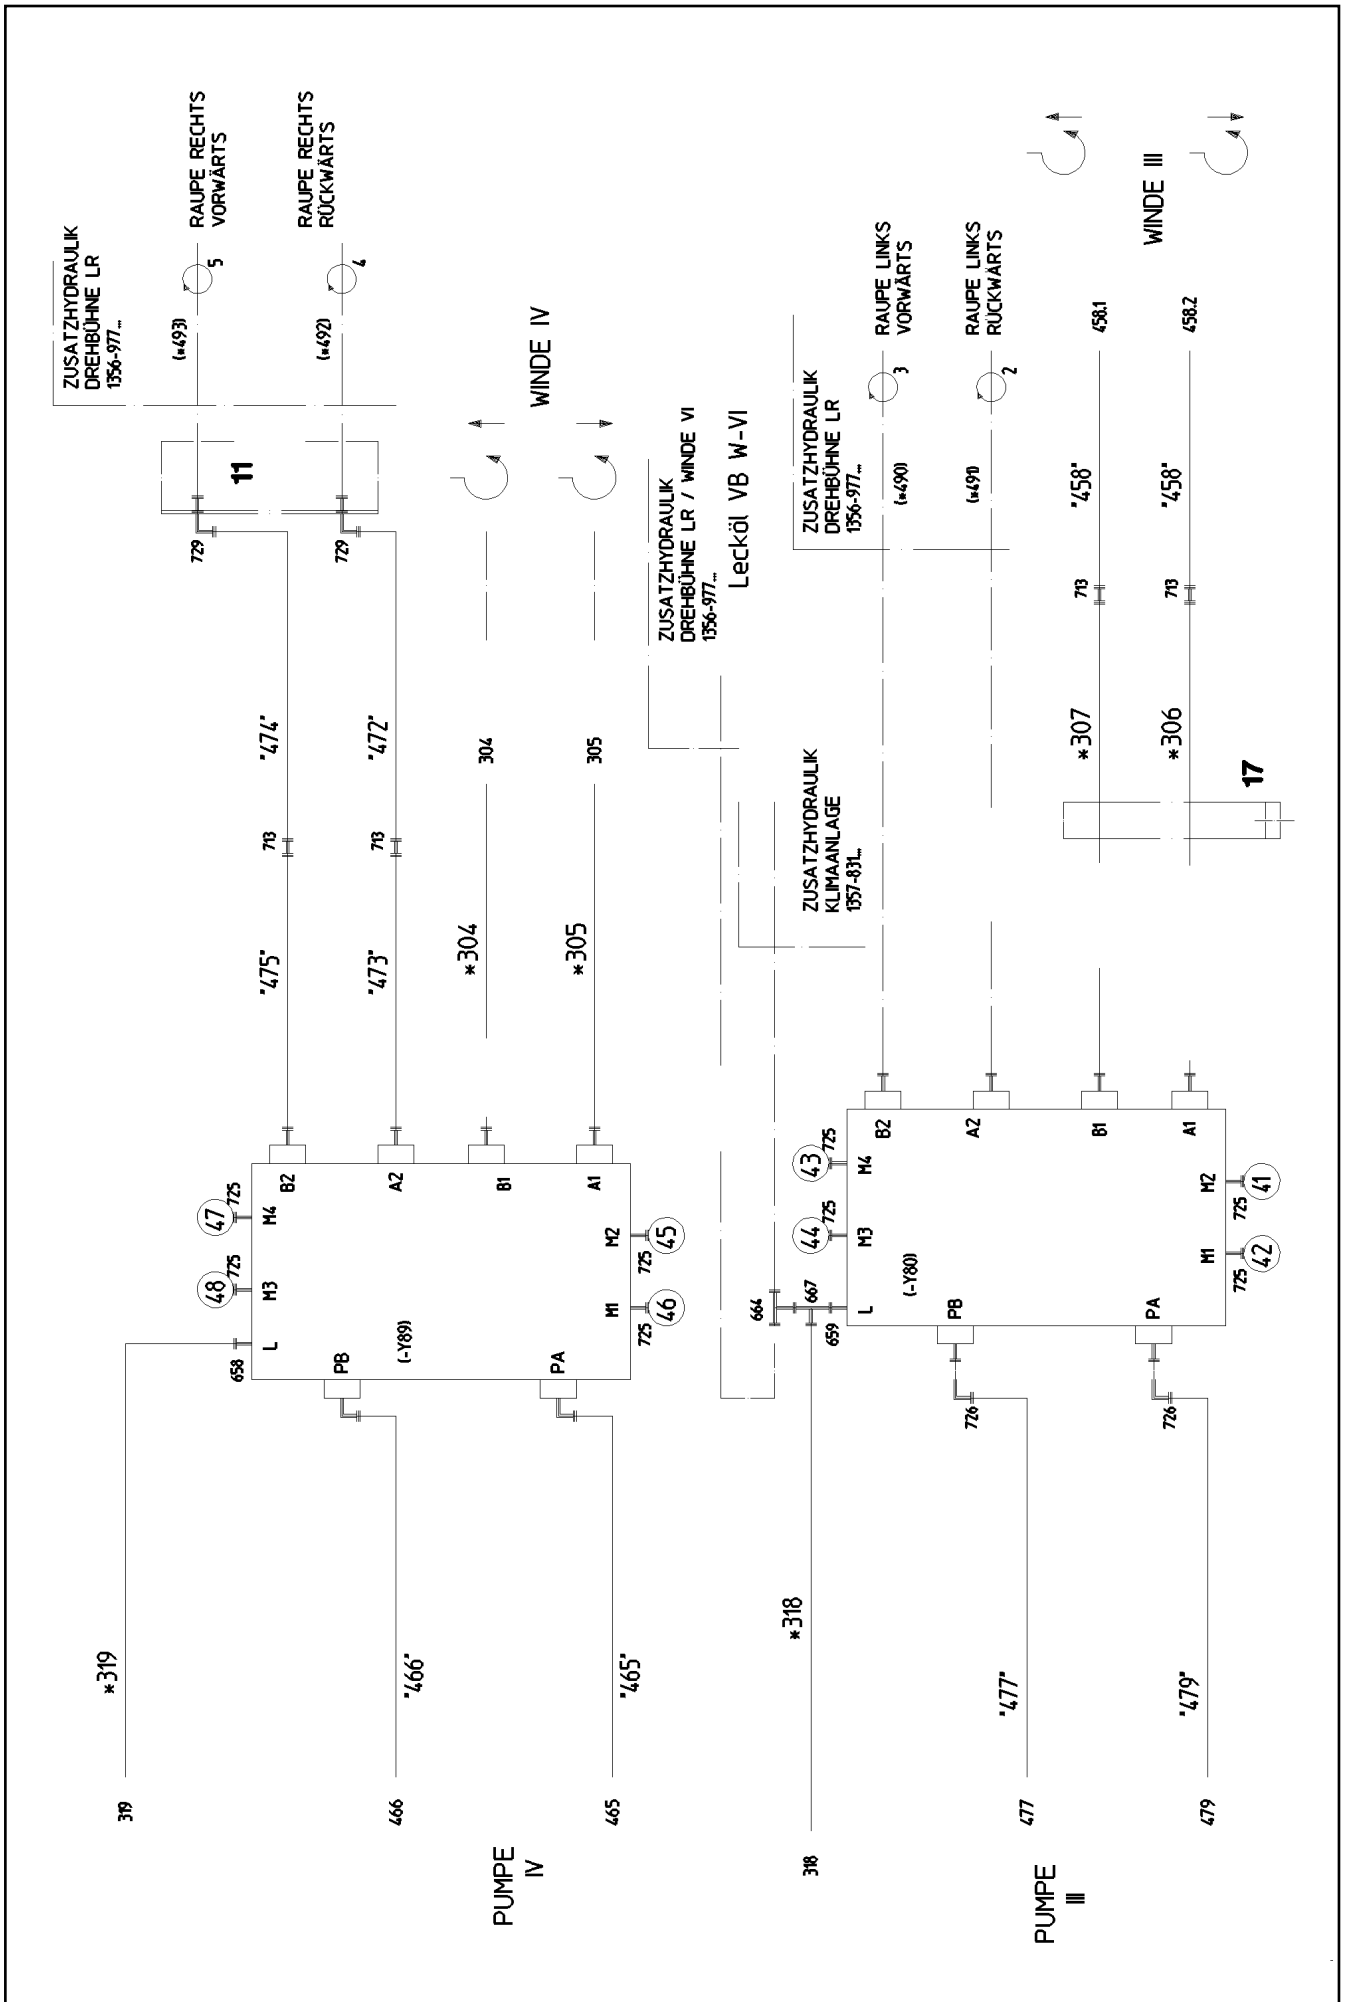 ZUSATZHYDRAULIK
DREHBÜHNE LR
1356-977...
RAUPE RECHTS
VORWÄRTS
5
(*493)
RAUPE RECHTS
RÜCKWÄRTS
4
(*492)
11
729
729
"474"
"472"
713
713
"475"
"473"
WINDE IV
304
305
*304
*305
B2
A2
B1
A1
47
725
M4
48
725
M3
658
L
M2
725
45
M1
725
46
(-Y89)
PB
PA
*319
"466"
"465"
319
466
465
PUMPE
IV
ZUSATZHYDRAULIK
DREHBÜHNE LR / WINDE VI
1356-977...
Lecköl VB W-VI
ZUSATZHYDRAULIK
DREHBÜHNE LR
1356-977...
ZUSATZHYDRAULIK
KLIMAANLAGE
1357-831...
RAUPE LINKS
VORWÄRTS
3
(*490)
RAUPE LINKS
RÜCKWÄRTS
2
(*491)
WINDE III
458.1
458.2
"458"
"458"
713
713
*307
*306
17
B2
A2
B1
A1
43
725
M4
44
725
M3
664
667
659
L
M2
725
41
M1
725
42
(-Y80)
PB
PA
726
726
*318
"477"
"479"
318
477
479
PUMPE
III